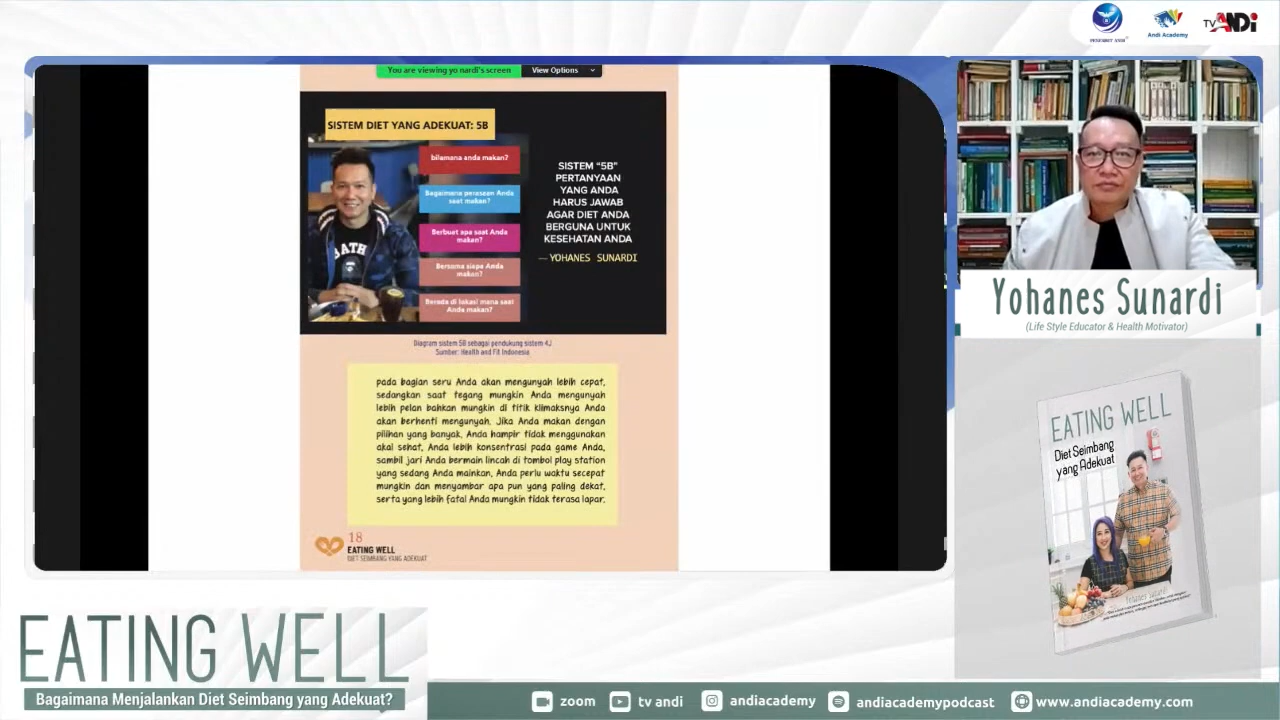 PENERBIT ANDI
Andi Academy
TV ANDi
You are viewing yo nardi's screen
View Options
SISTEM DIET YANG ADEKUAT: 5B
bilamana anda makan?
Bagaimana perasaan Anda
saat makan?
Berbuat apa saat Anda
makan?
Bersama siapa Anda
makan?
Berada di lokasi mana saat
Anda makan?
SISTEM "5B"
PERTANYAAN
YANG ANDA
HARUS JAWAB
AGAR DIET ANDA
BERGUNA UNTUK
KESEHATAN ANDA
— YOHANES SUNARDI
Diagram sistem 5B sebagai pendukung sistem 4J
Sumber: Health and Fit Indonesia
pada bagian seru Anda akan mengunyah lebih cepat,
sedangkan saat tegang mungkin Anda mengunyah
lebih pelan bahkan mungkin di titik klimaksnya Anda
akan berhenti mengunyah. Jika Anda makan dengan
pilihan yang banyak, Anda hampir tidak menggunakan
akal sehat, Anda lebih konsentrasi pada game Anda,
sambil jari Anda bermain lincah di tombol play station
yang sedang Anda mainkan, Anda perlu waktu secepat
mungkin dan menyambar apa pun yang paling dekat,
serta yang lebih fatal Anda mungkin tidak terasa lapar,
18
EATING WELL
DIET SEIMBANG YANG ADEKUAT
Yohanes Sunardi
(Life Style Educator & Health Motivator)
EATING WELL
Diet Seimbang
yang Adekuat
Yohanes Sunardi
EATING WELL
Bagaimana Menjalankan Diet Seimbang yang Adekuat?
zoom
tv andi
andiacademy
andiacademypodcast
www.andiacademy.com